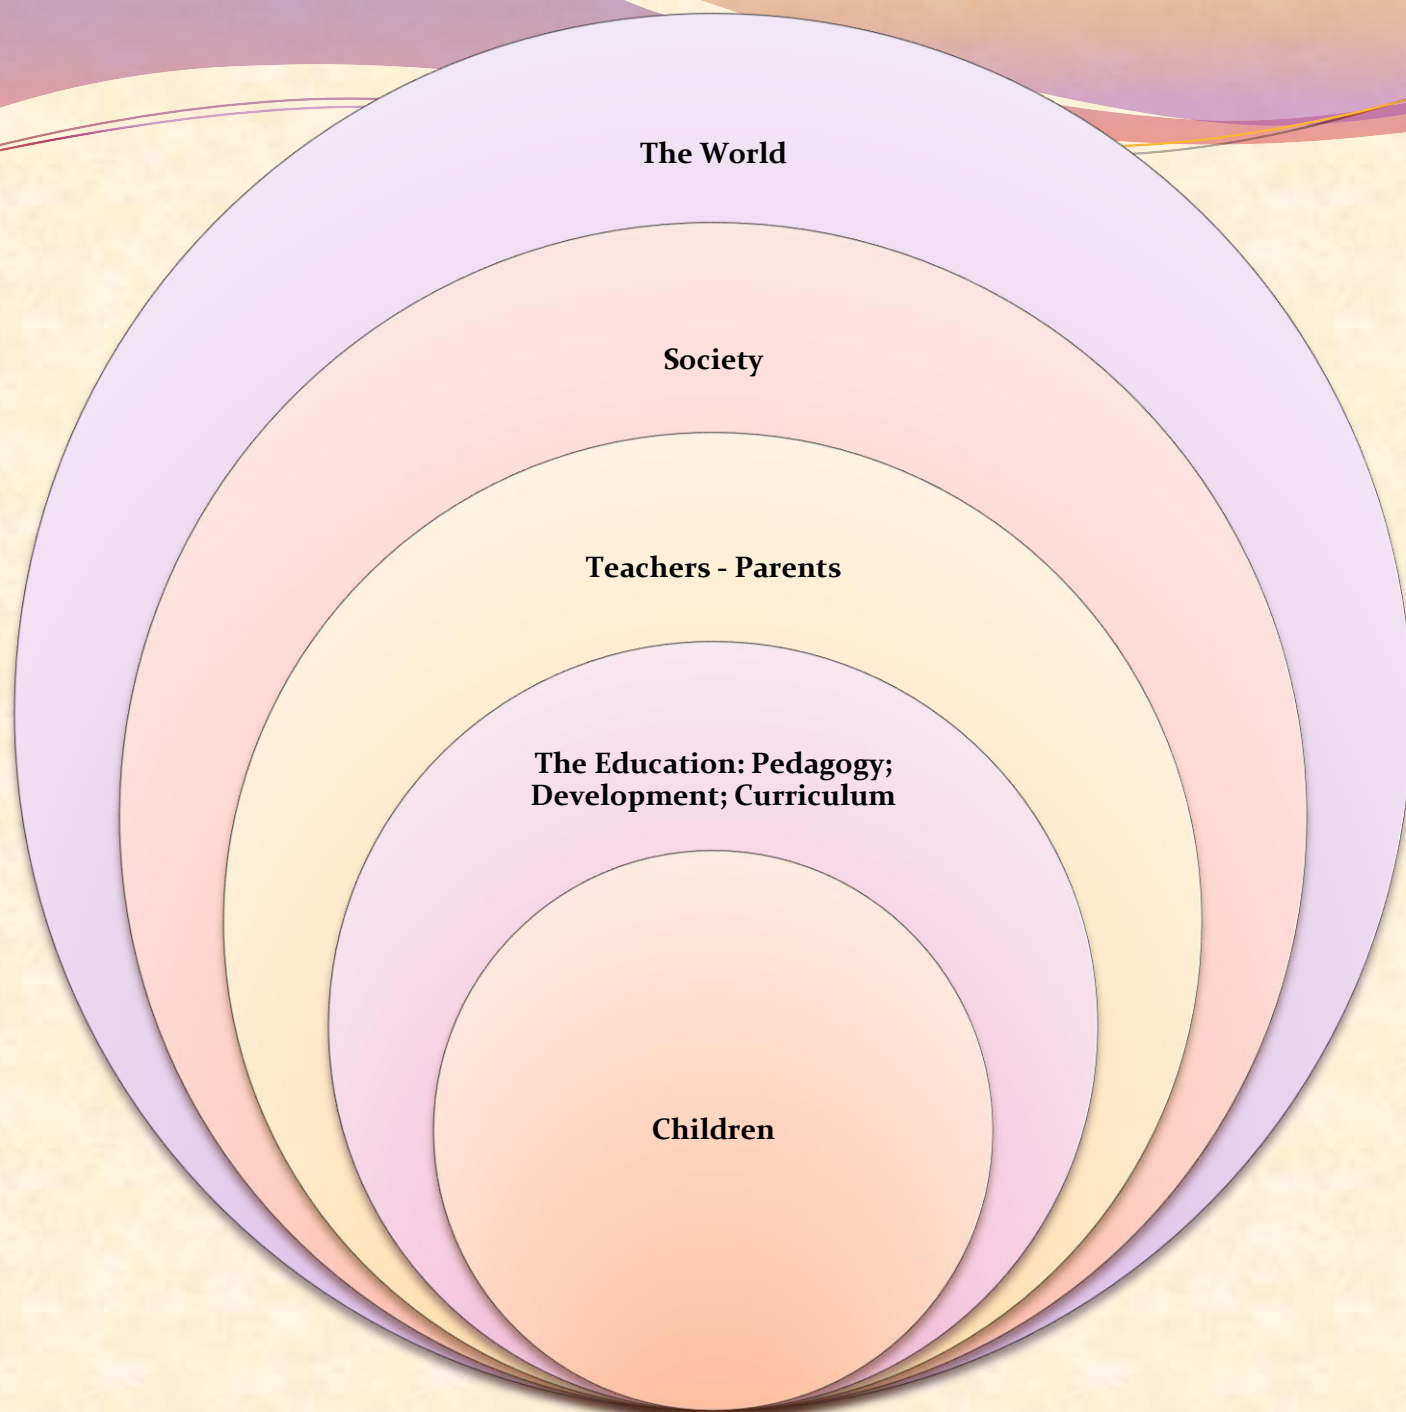 The World
Society
Teachers - Parents
The Education: Pedagogy;
Development; Curriculum
Children